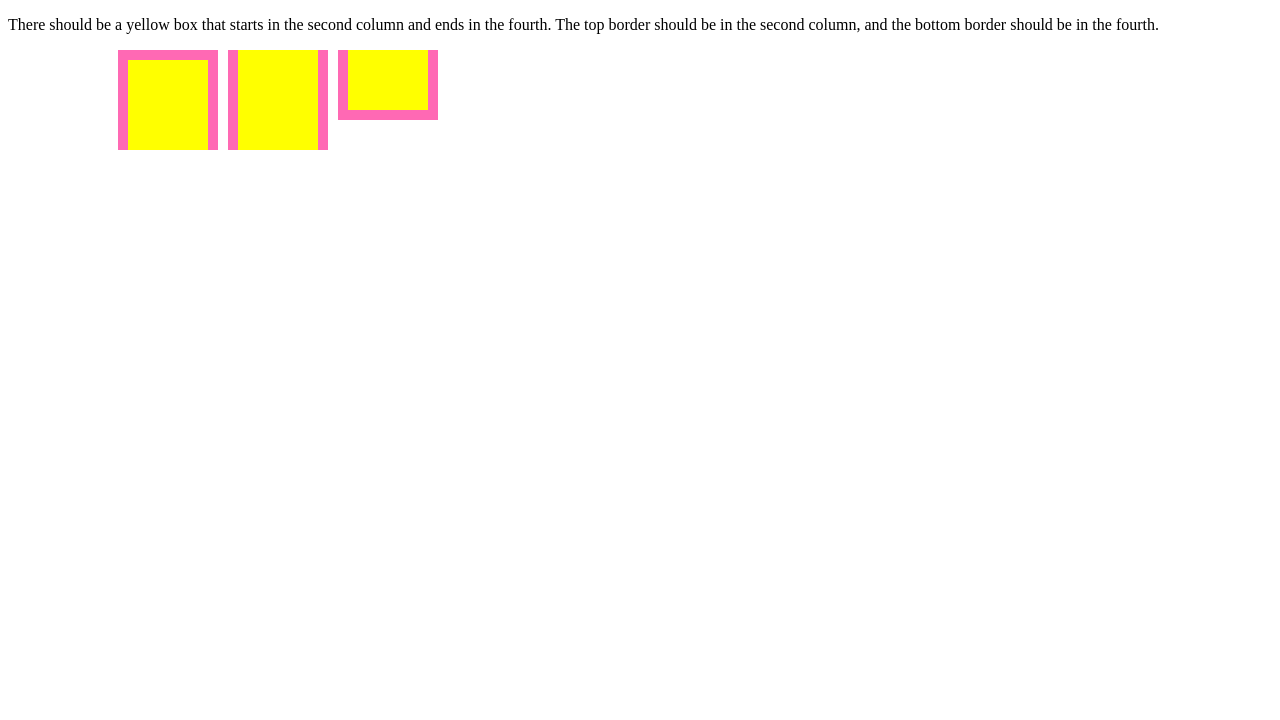 There should be a yellow box that starts in the second column and ends in the fourth. The top border should be in the second column, and the bottom border should be in the fourth.